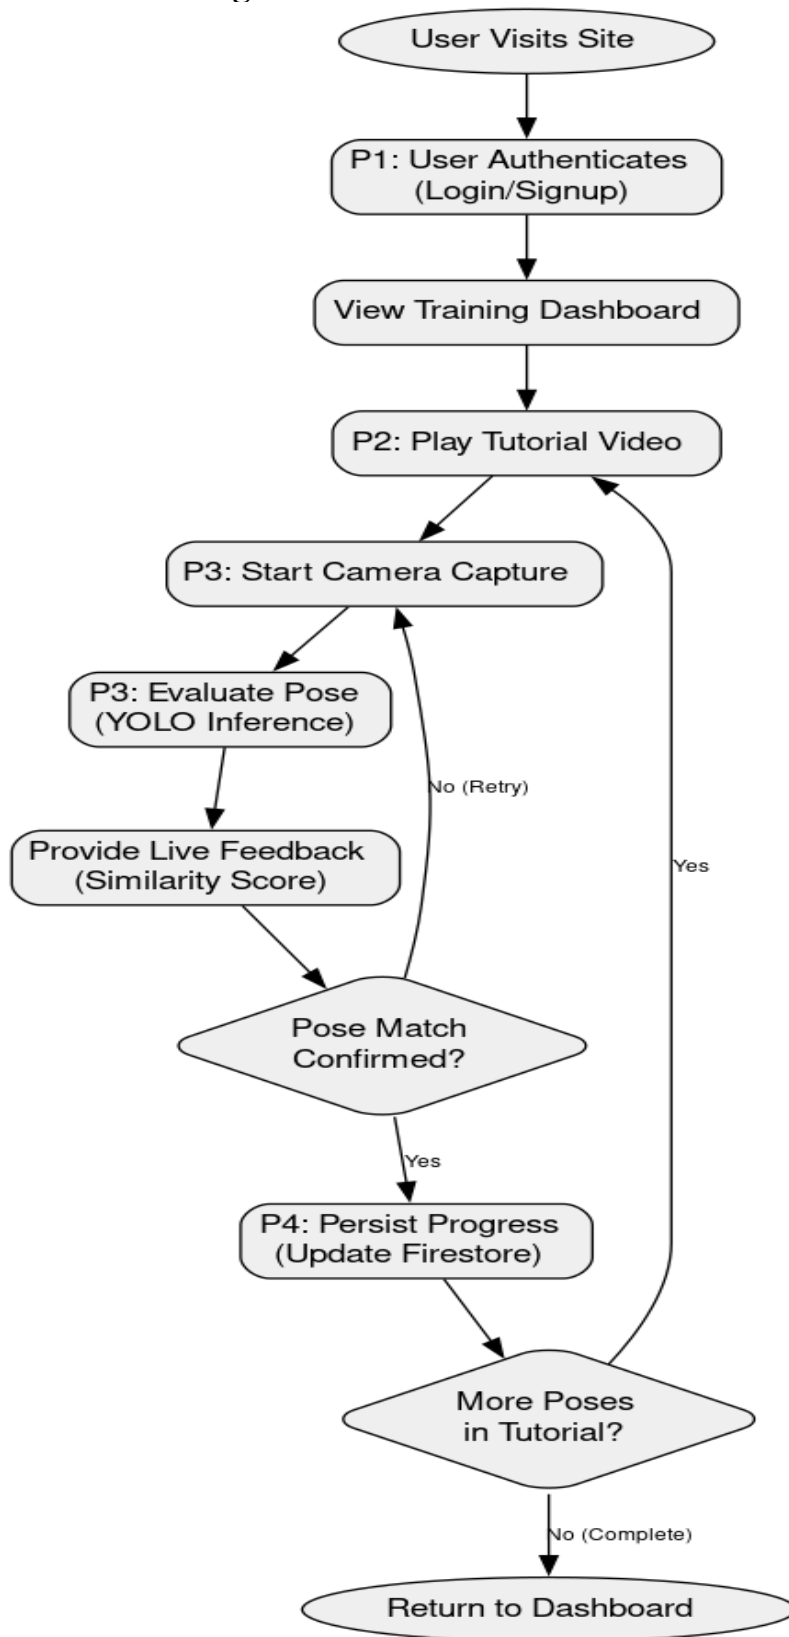 User Visits Site
P1: User Authenticates
(Login/Signup)
View Training Dashboard
P2: Play Tutorial Video
P3: Start Camera Capture
P3: Evaluate Pose
(YOLO Inference)
No (Retry)
Provide Live Feedback
(Similarity Score)
Yes
Pose Match
Confirmed?
Yes
P4: Persist Progress
(Update Firestore)
More Poses
in Tutorial?
No (Complete)
Return to Dashboard